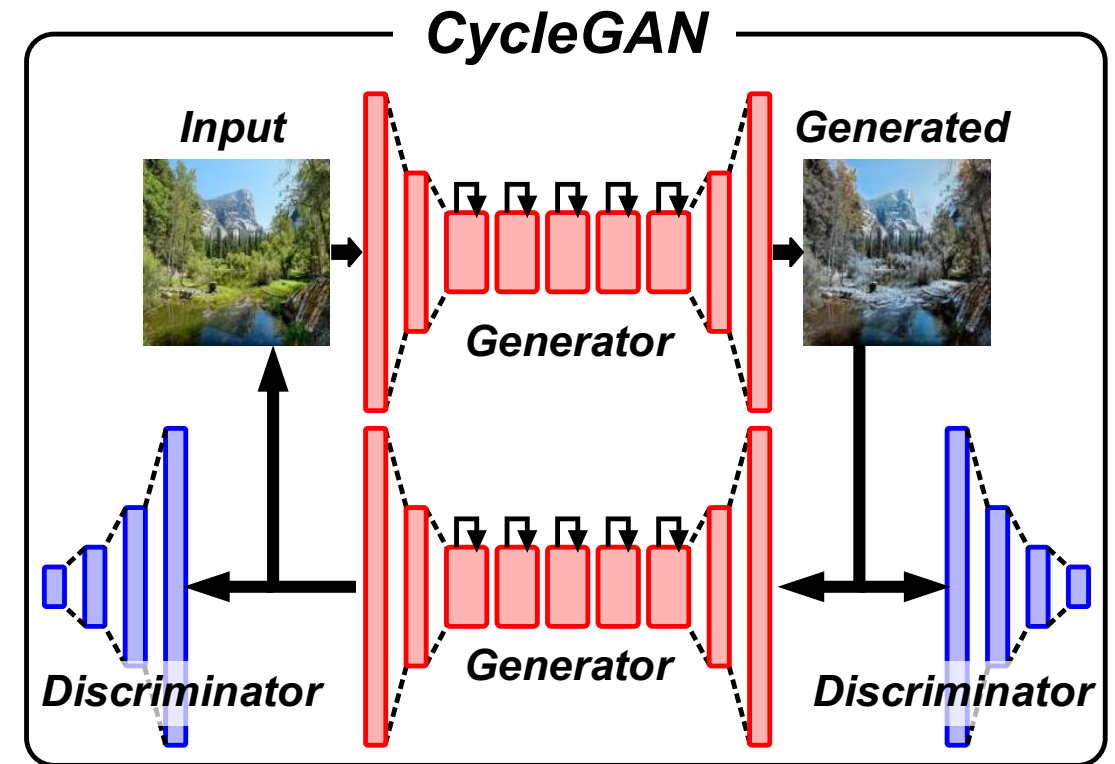 CycleGAN
Input
Generated
Generator
Generator
Discriminator
Discriminator